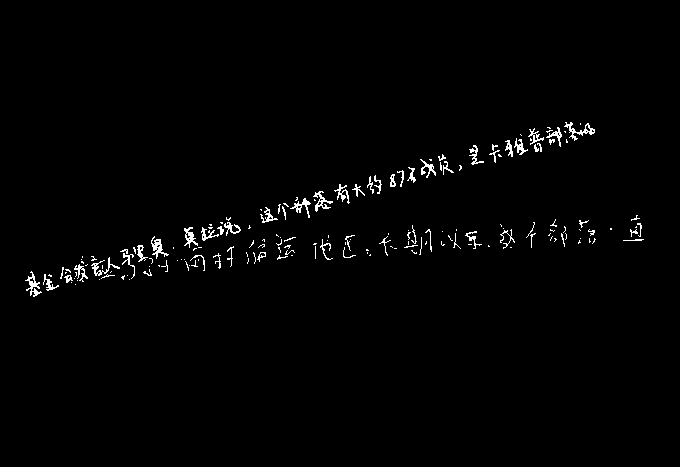 基金会发言人马里奥·莫拉说,这个部落有大约87名成员,是卡雅普部落的
偏远地区。长期以来,这个部落一直